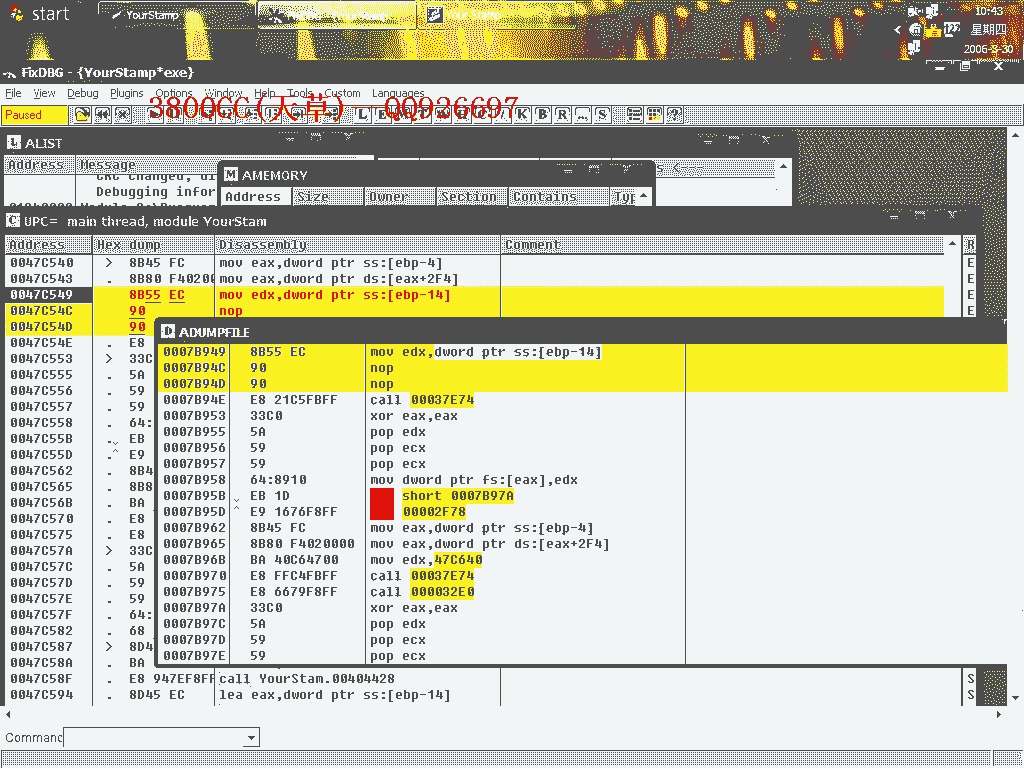 start
YourStamp
10:43
星期四
2006-3-30
FixDBG - {YourStamp*exe}
File View Debug Plugins Options Window Help Tools Custom Languages
3800CC(天草) QQ936697
Paused
L E K B R ... S
ALIST
Address Message
CRC changed, di
Debugging infor
AMEMORY
Address Size Owner Section Contains Typ
UPC= main thread, module YourStam
Address Hex dump Disassembly Comment R
0047C540 > 8B45 FC mov eax,dword ptr ss:[ebp-4] E
0047C543 . 8B80 F4020 mov eax,dword ptr ds:[eax+2F4] E
0047C549 8B55 EC mov edx,dword ptr ss:[ebp-14] E
0047C54C 90 nop E
0047C54D 90
0047C54E . E8
0047C553 > 33C
0047C555 . 5A
0047C556 . 59
0047C557 . 59
0047C558 . 64:
0047C55B . EB
0047C55D . E9
0047C562 . 8B4
0047C565 . 8B8
0047C56B . BA
0047C570 . E8
0047C575 . E8
0047C57A > 33C
0047C57C . 5A
0047C57D . 59
0047C57E . 59
0047C57F . 64:
0047C582 . 68
0047C587 > 8D4
0047C58A . BA
0047C58F . E8 947EF8FF call YourStam.00404428 S
0047C594 . 8D45 EC lea eax,dword ptr ss:[ebp-14] S
ADUMPFILE
0007B949 8B55 EC mov edx,dword ptr ss:[ebp-14]
0007B94C 90 nop
0007B94D 90 nop
0007B94E E8 21C5FBFF call 00037E74
0007B953 33C0 xor eax,eax
0007B955 5A pop edx
0007B956 59 pop ecx
0007B957 59 pop ecx
0007B958 64:8910 mov dword ptr fs:[eax],edx
0007B95B EB 1D short 0007B97A
0007B95D E9 1676F8FF 00002F78
0007B962 8B45 FC mov eax,dword ptr ss:[ebp-4]
0007B965 8B80 F4020000 mov eax,dword ptr ds:[eax+2F4]
0007B96B BA 40C64700 mov edx,47C640
0007B970 E8 FFC4FBFF call 00037E74
0007B975 E8 6679F8FF call 000032E0
0007B97A 33C0 xor eax,eax
0007B97C 5A pop edx
0007B97D 59 pop ecx
0007B97E 59 pop ecx
Command